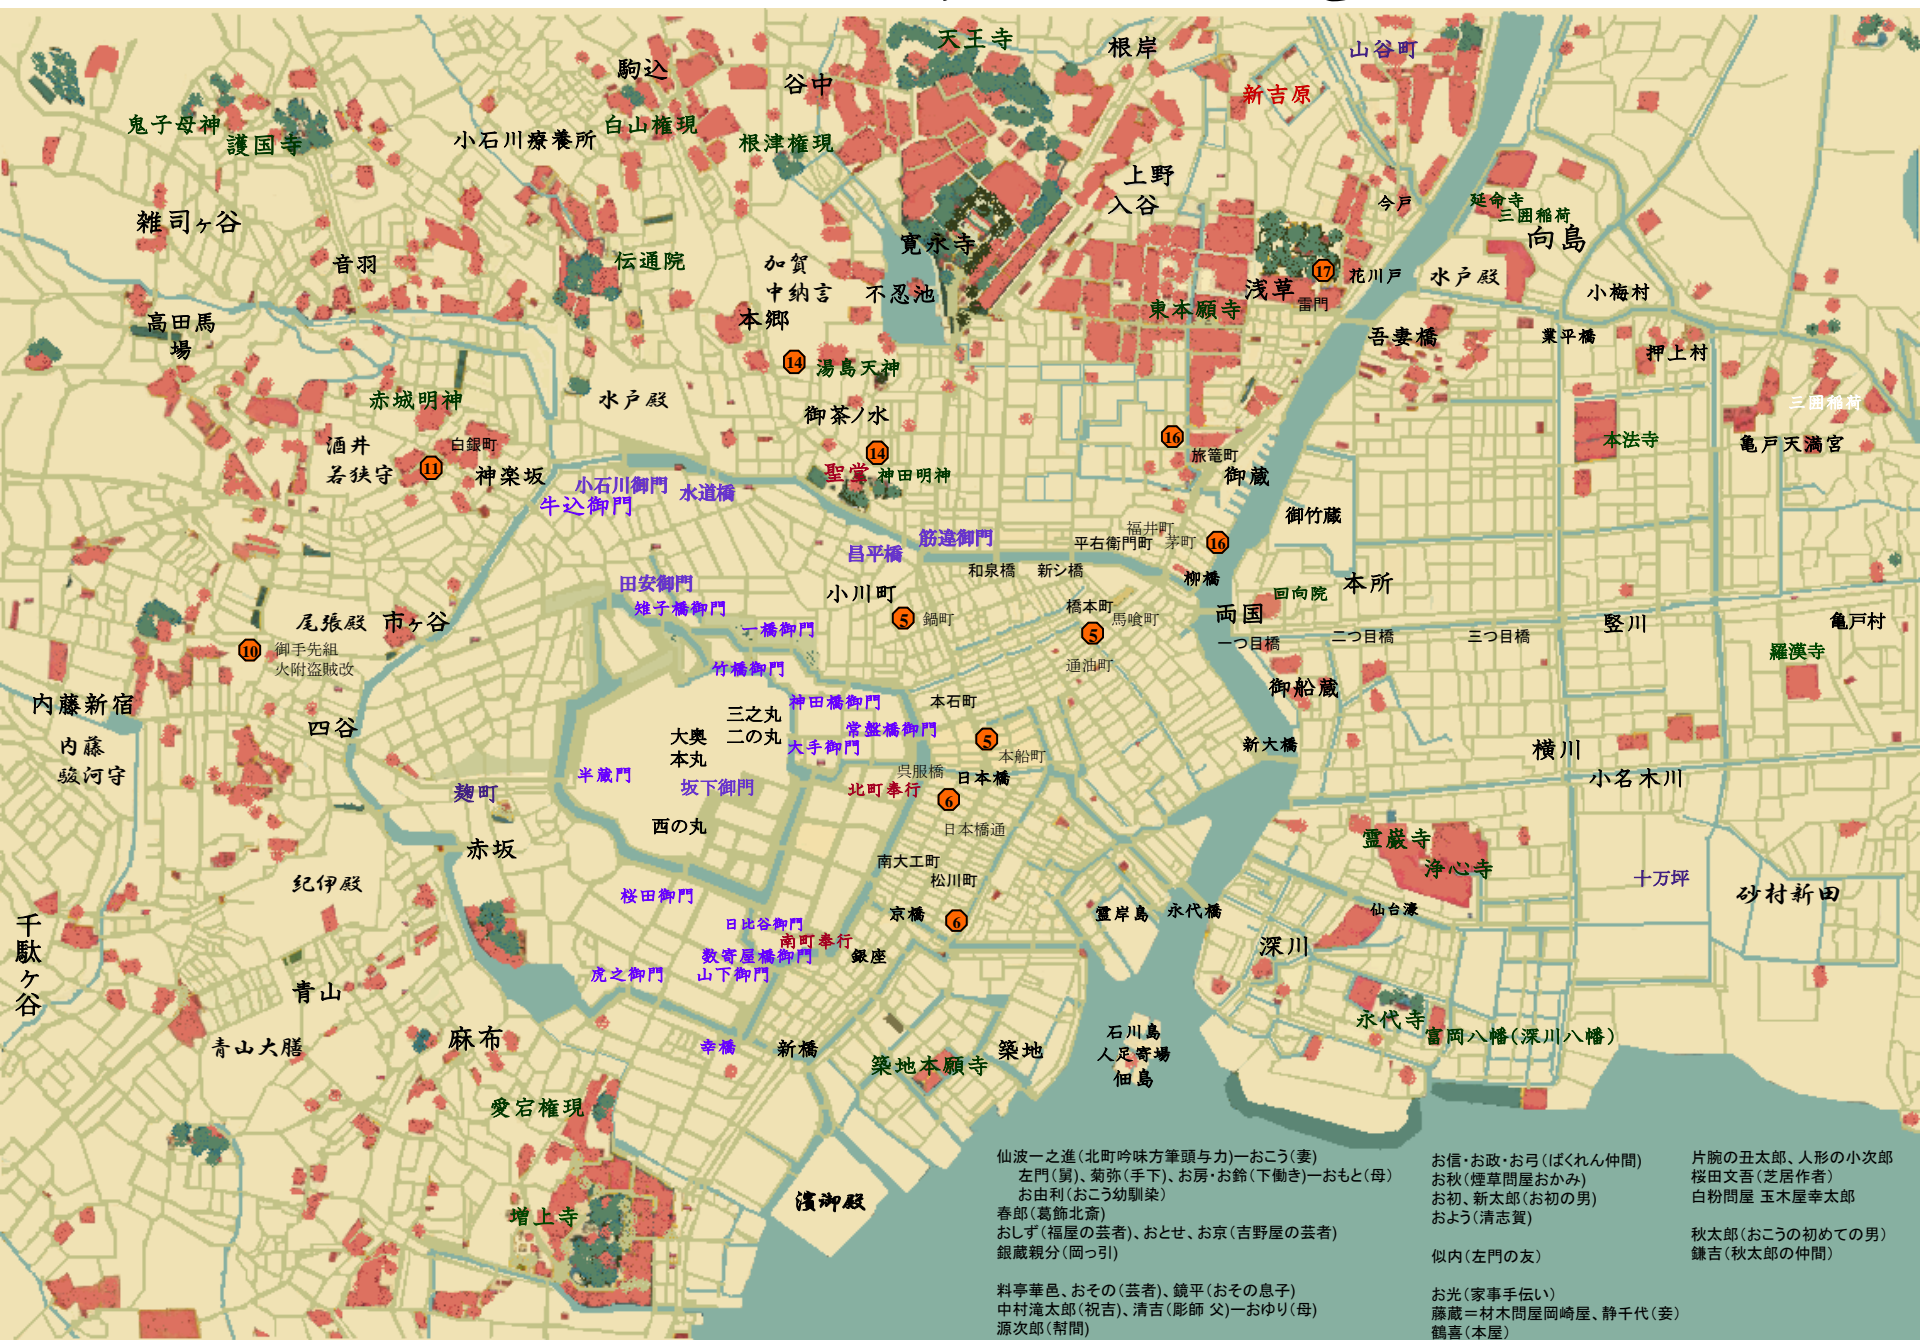 天王寺
根岸
山谷町
駒込
谷中
新吉原
鬼子母神
護国寺
小石川療養所
白山権現
根津権現
上野
入谷
今戸
延命寺
三囲稲荷
向島
雑司ヶ谷
音羽
伝通院
加賀
中納言
寛永寺
不忍池
本郷
浅草
17
花川戸
雷門
水戸殿
小梅村
東本願寺
吾妻橋
業平橋
押上村
高田馬
場
14
湯島天神
赤城明神
水戸殿
御茶ノ水
三囲稲荷
本法寺
亀戸天満宮
酒井
若狭守
11
白銀町
神楽坂
14
聖堂
神田明神
16
旅篭町
御蔵
小石川御門
牛込御門
水道橋
御竹蔵
昌平橋
筋違御門
福井町
平右衛門町
茅町
16
和泉橋
新シ橋
柳橋
田安御門
雉子橋御門
小川町
5
鍋町
橋本町
馬喰町
5
通油町
回向院
本所
両国
一つ目橋
二つ目橋
三つ目橋
竪川
亀戸村
羅漢寺
尾張殿
市ヶ谷
10
御手先組
火附盗賊改
一橋御門
竹橋御門
神田橋御門
本石町
御船蔵
内藤新宿
内藤
駿河守
四谷
三之丸
二の丸
大奥
本丸
常盤橋御門
大手御門
5
本船町
新大橋
横川
小名木川
半蔵門
坂下御門
呉服橋
日本橋
北町奉行
6
日本橋通
麹町
西の丸
赤坂
南大工町
松川町
霊巌寺
浄心寺
十万坪
砂村新田
紀伊殿
桜田御門
京橋
6
霊岸島
永代橋
仙台濠
深川
千駄ヶ谷
日比谷御門
南町奉行
数寄屋橋御門
銀座
虎之御門
山下御門
青山
麻布
青山大膳
幸橋
新橋
築地本願寺
築地
石川島
人足寄場
佃島
永代寺
富岡八幡(深川八幡)
愛宕権現
増上寺
濱御殿
仙波一之進(北町吟味方筆頭与力)ーおこう(妻)
左門(舅)、菊弥(手下)、お房・お鈴(下働き)ーおもと(母)
お由利(おこう幼馴染)
春郎(葛飾北斎)
おしず(福屋の芸者)、おとせ、お京(吉野屋の芸者)
銀蔵親分(岡っ引)
料亭華邑、おその(芸者)、鏡平(おその息子)
中村滝太郎(祝吉)、清吉(彫師 父)ーおゆり(母)
源次郎(幇間)
お信・お政・お弓(ばくれん仲間)
お秋(煙草問屋おかみ)
お初、新太郎(お初の男)
おとう(清志賀)
似内(左門の友)
お光(家事手伝い)
藤蔵=材木問屋岡崎屋、静千代(妾)
鶴喜(本屋)
片腕の丑太郎、人形の小次郎
桜田文吾(芝居作者)
白粉問屋 玉木屋幸太郎
秋太郎(おこうの初めての男)
鎌吉(秋太郎の仲間)